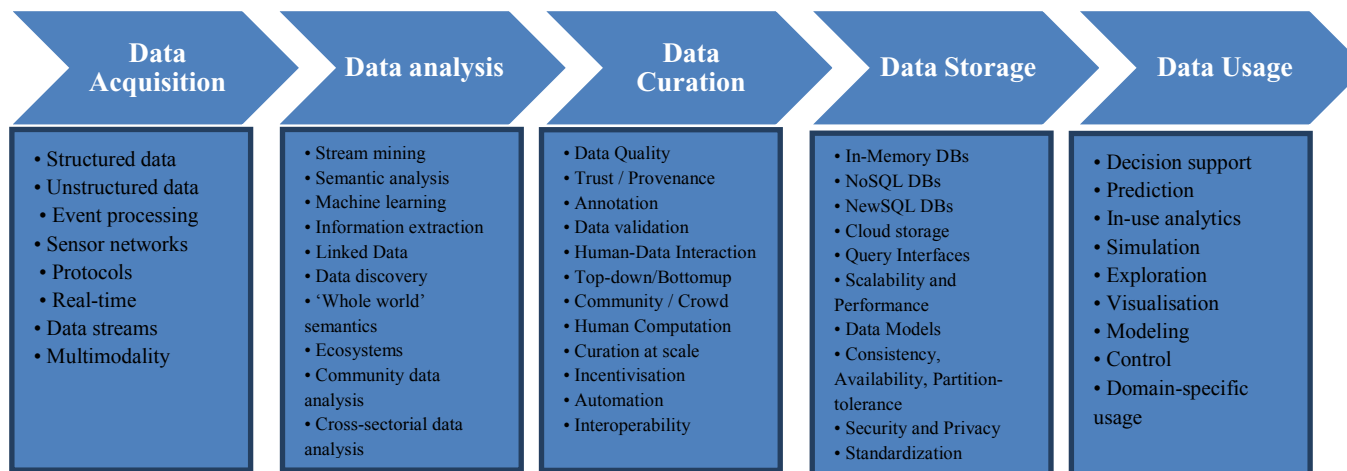 Data
Acquisition
Data analysis
Data
Curation
Data Storage
Data Usage
• Structured data
• Unstructured data
• Event processing
• Sensor networks
• Protocols
• Real-time
• Data streams
• Multimodality
• Stream mining
• Semantic analysis
• Machine learning
• Information extraction
• Linked Data
• Data discovery
• ‘Whole world’
semantics
• Ecosystems
• Community data
analysis
• Cross-sectorial data
analysis
• Data Quality
• Trust / Provenance
• Annotation
• Data validation
• Human-Data Interaction
• Top-down/Bottomup
• Community / Crowd
• Human Computation
• Curation at scale
• Incentivisation
• Automation
• Interoperability
• In-Memory DBs
• NoSQL DBs
• NewSQL DBs
• Cloud storage
• Query Interfaces
• Scalability and
Performance
• Data Models
• Consistency,
Availability, Partition-
tolerance
• Security and Privacy
• Standardization
• Decision support
• Prediction
• In-use analytics
• Simulation
• Exploration
• Visualisation
• Modeling
• Control
• Domain-specific
usage